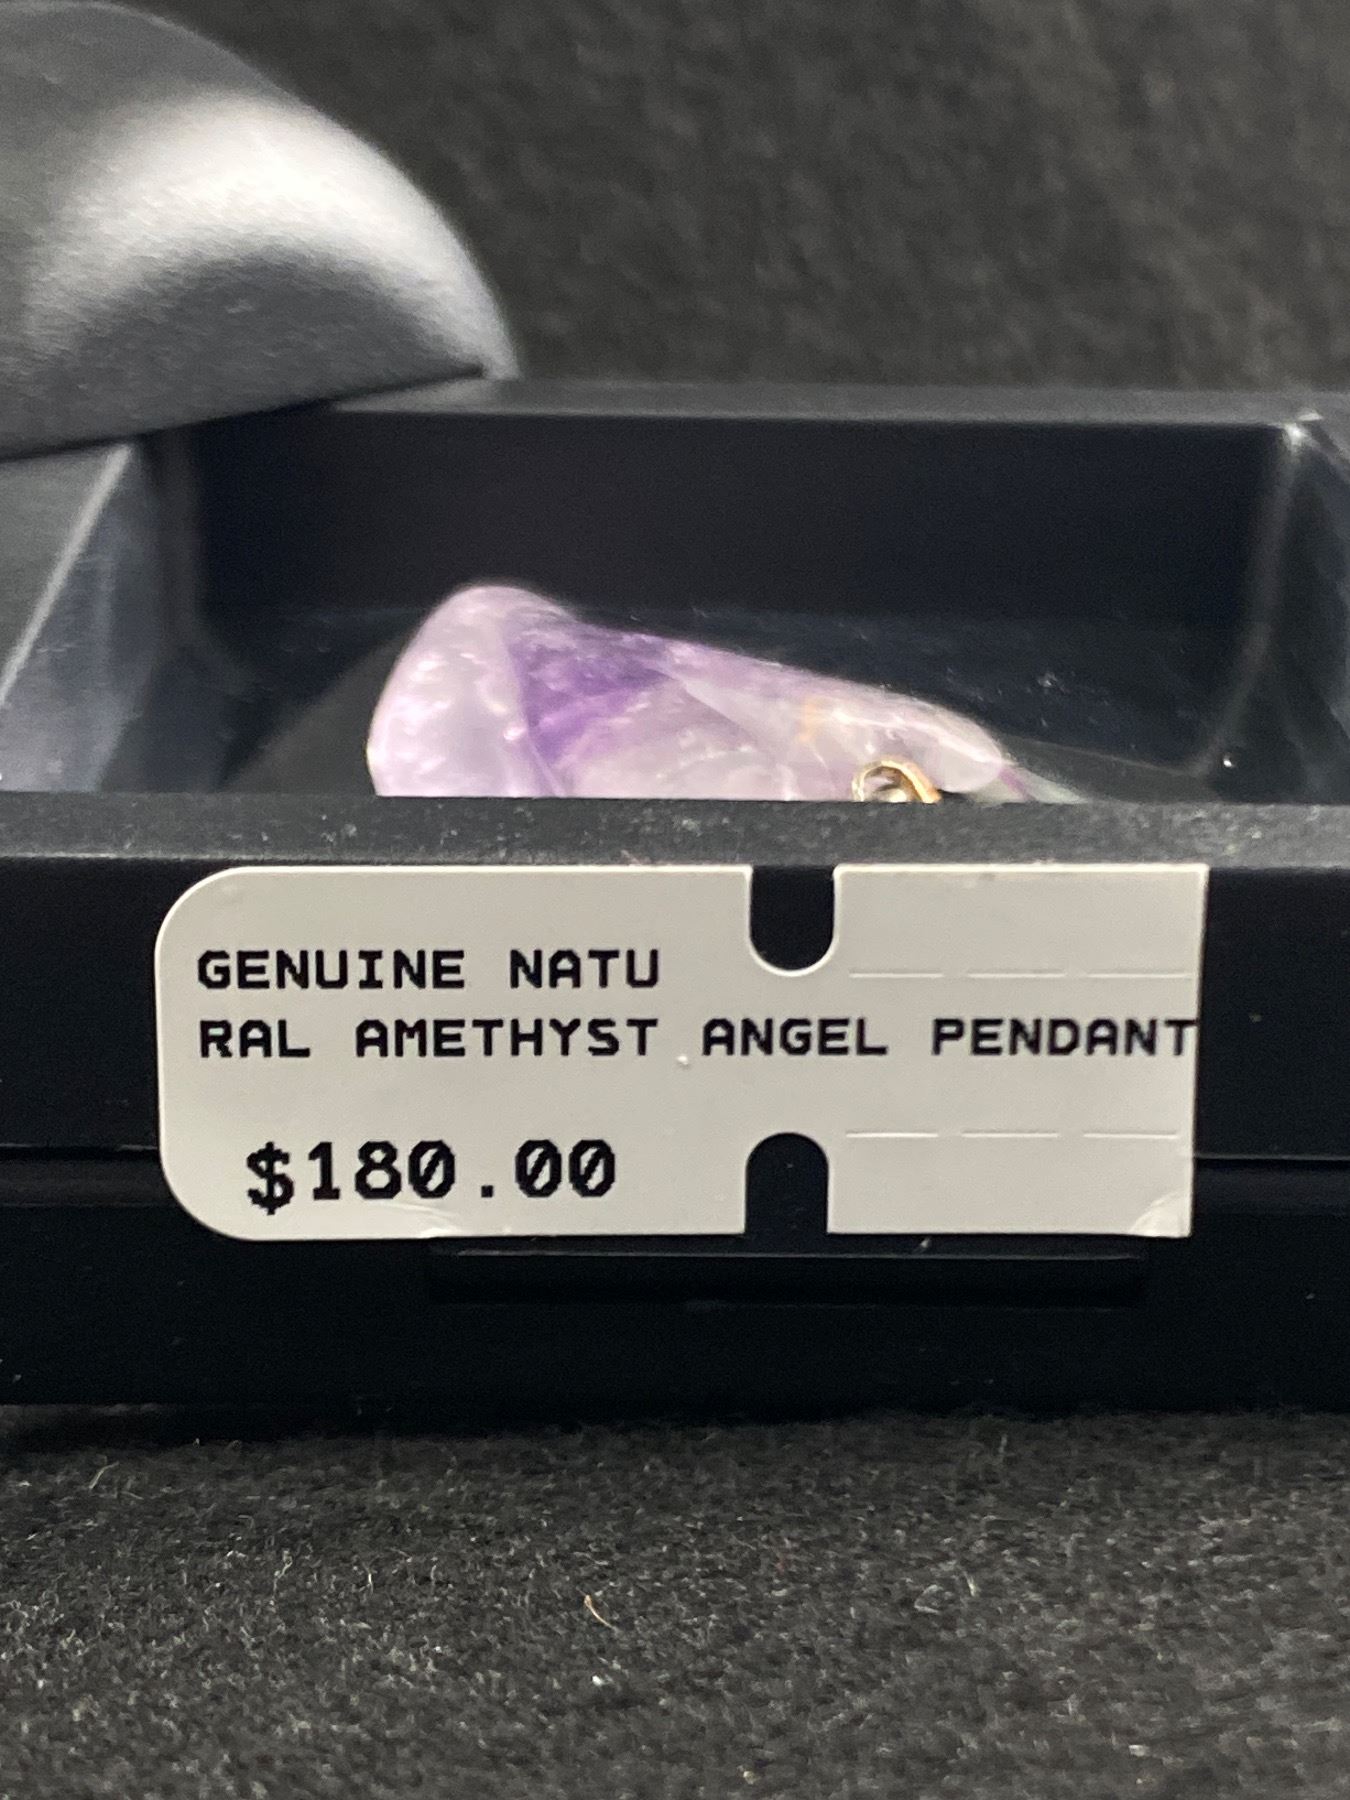 GENUINE NATU
RAL AMETHYST ANGEL PENDANT
$180.00